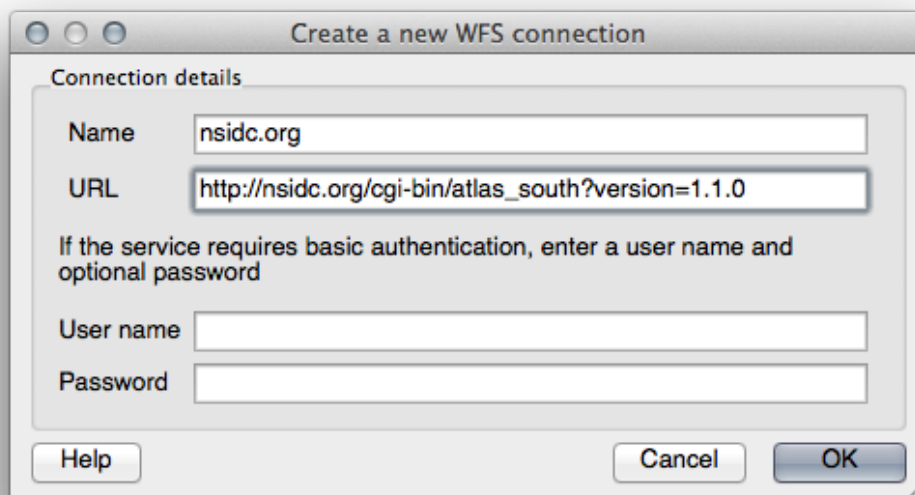 Create a new WFS connection
Connection details
Name nsidc.org
URL http://nsidc.org/cgi-bin/atlas_south?version=1.1.0
If the service requires basic authentication, enter a user name and
optional password
User name
Password
Help Cancel OK